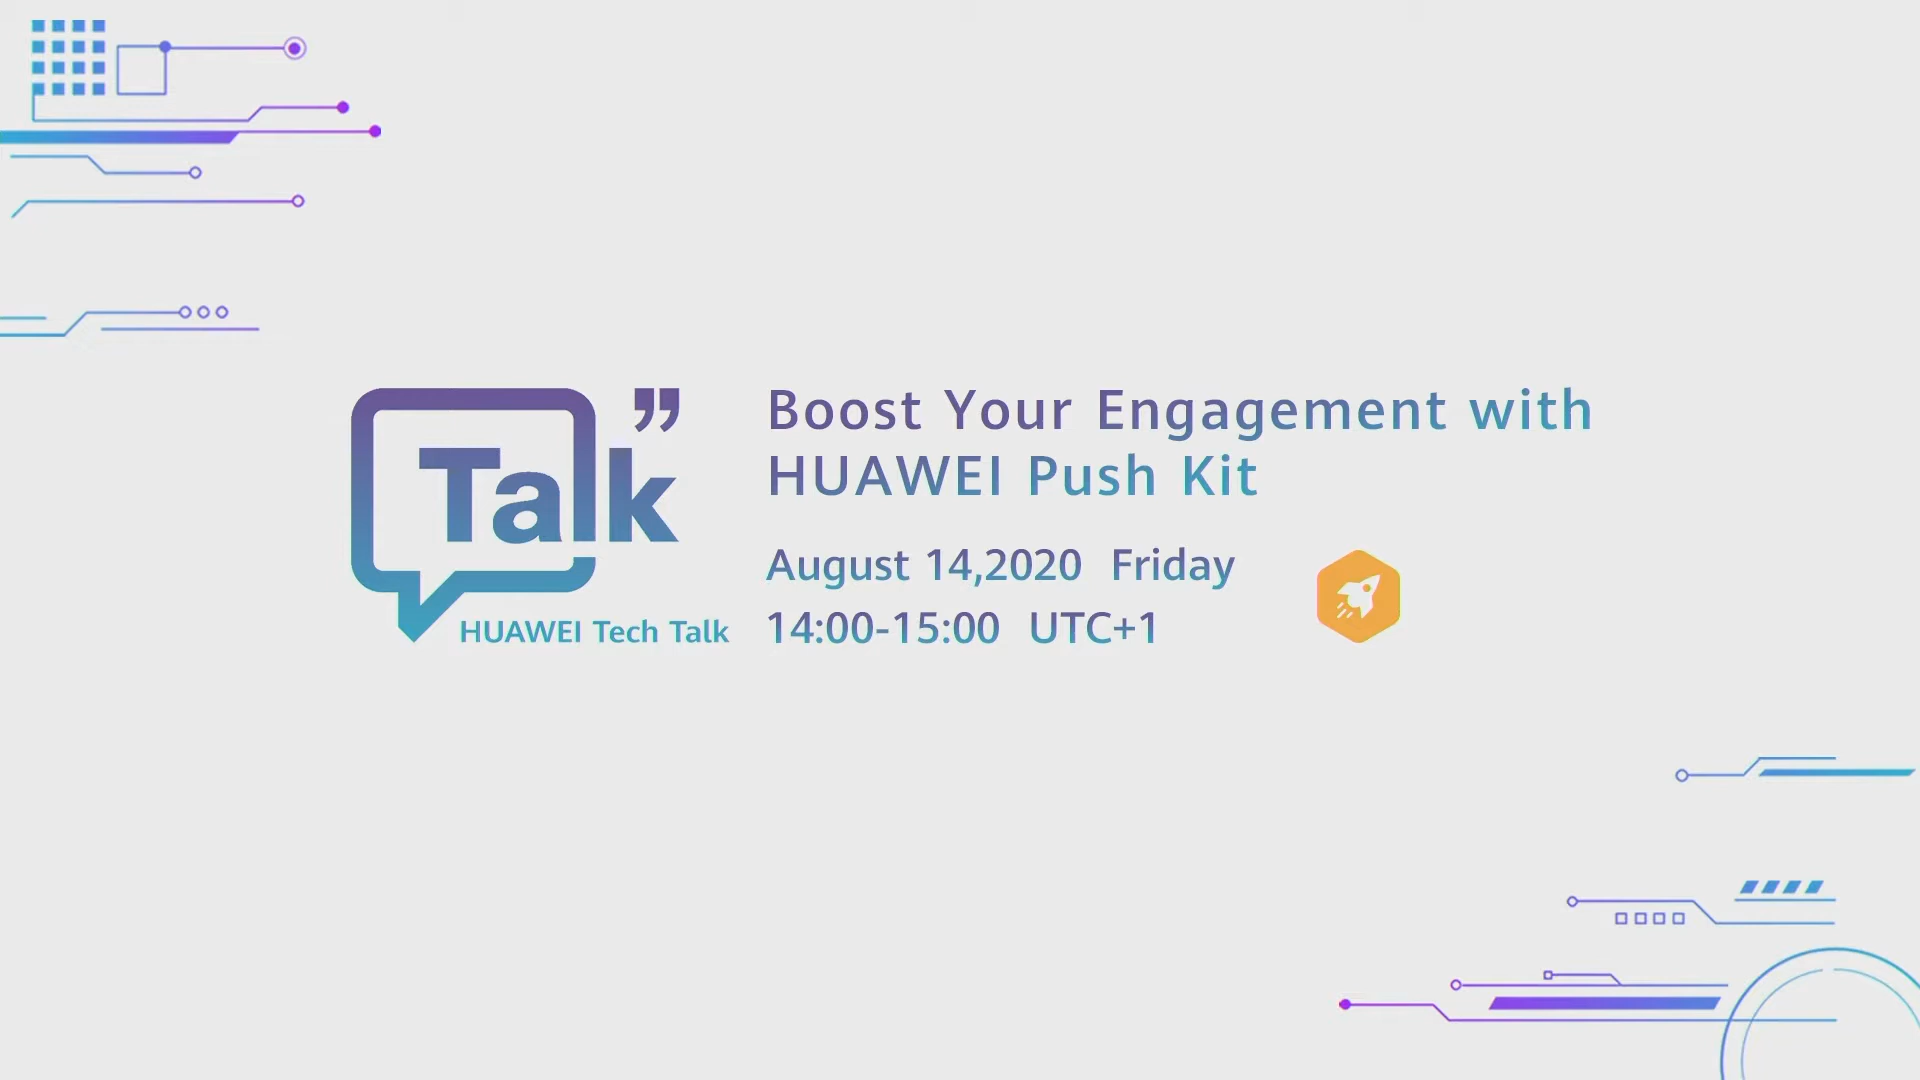 Talk”
HUAWEI Tech Talk
Boost Your Engagement with
HUAWEI Push Kit
August 14,2020 Friday
14:00-15:00 UTC+1